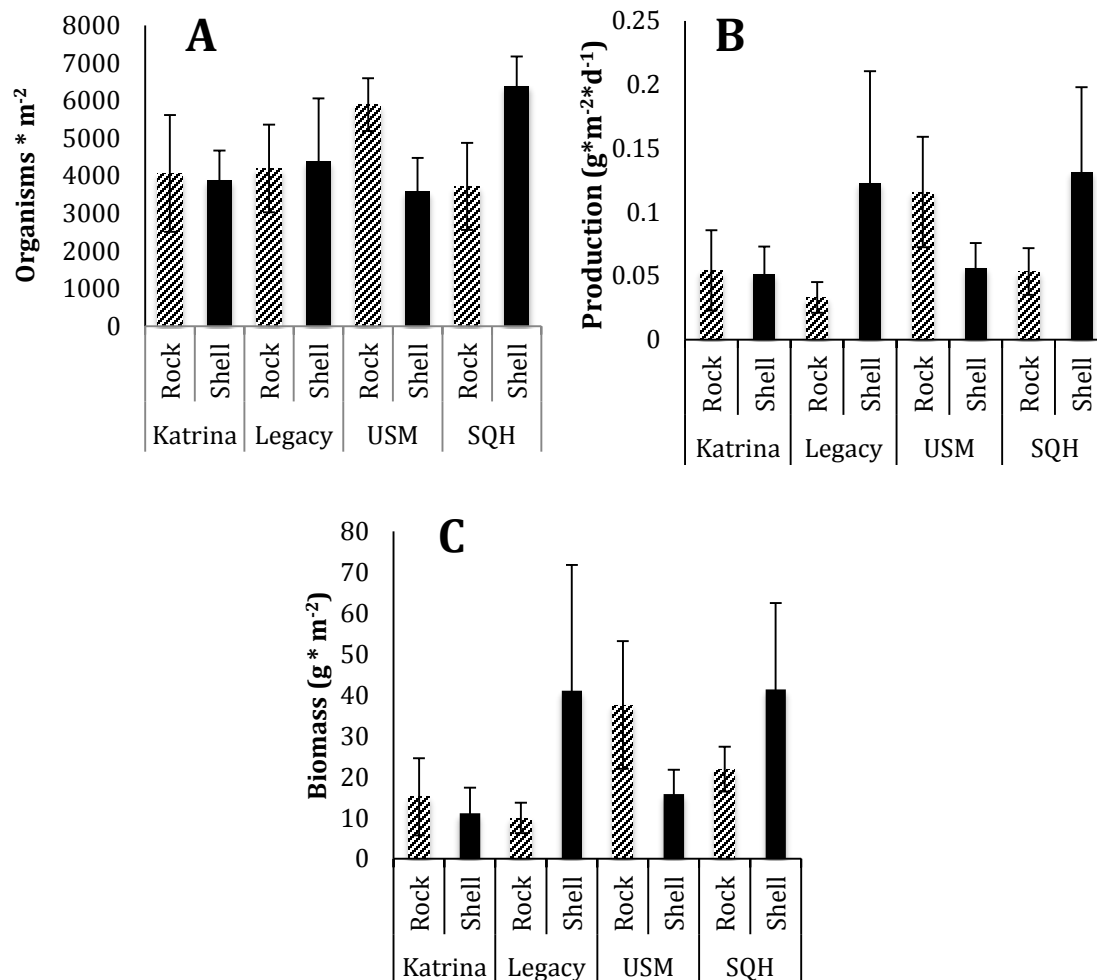 A
Organisms * m-2
8000
7000
6000
5000
4000
3000
2000
1000
0
Rock Shell Rock Shell Rock Shell Rock Shell
Katrina Legacy USM SQH
B
Production (g*m-2*d-1)
0.25
0.2
0.15
0.1
0.05
0
Rock Shell Rock Shell Rock Shell Rock Shell
Katrina Legacy USM SQH
C
Biomass (g * m-2)
80
70
60
50
40
30
20
10
0
Rock Shell Rock Shell Rock Shell Rock Shell
Katrina Legacy USM SQH